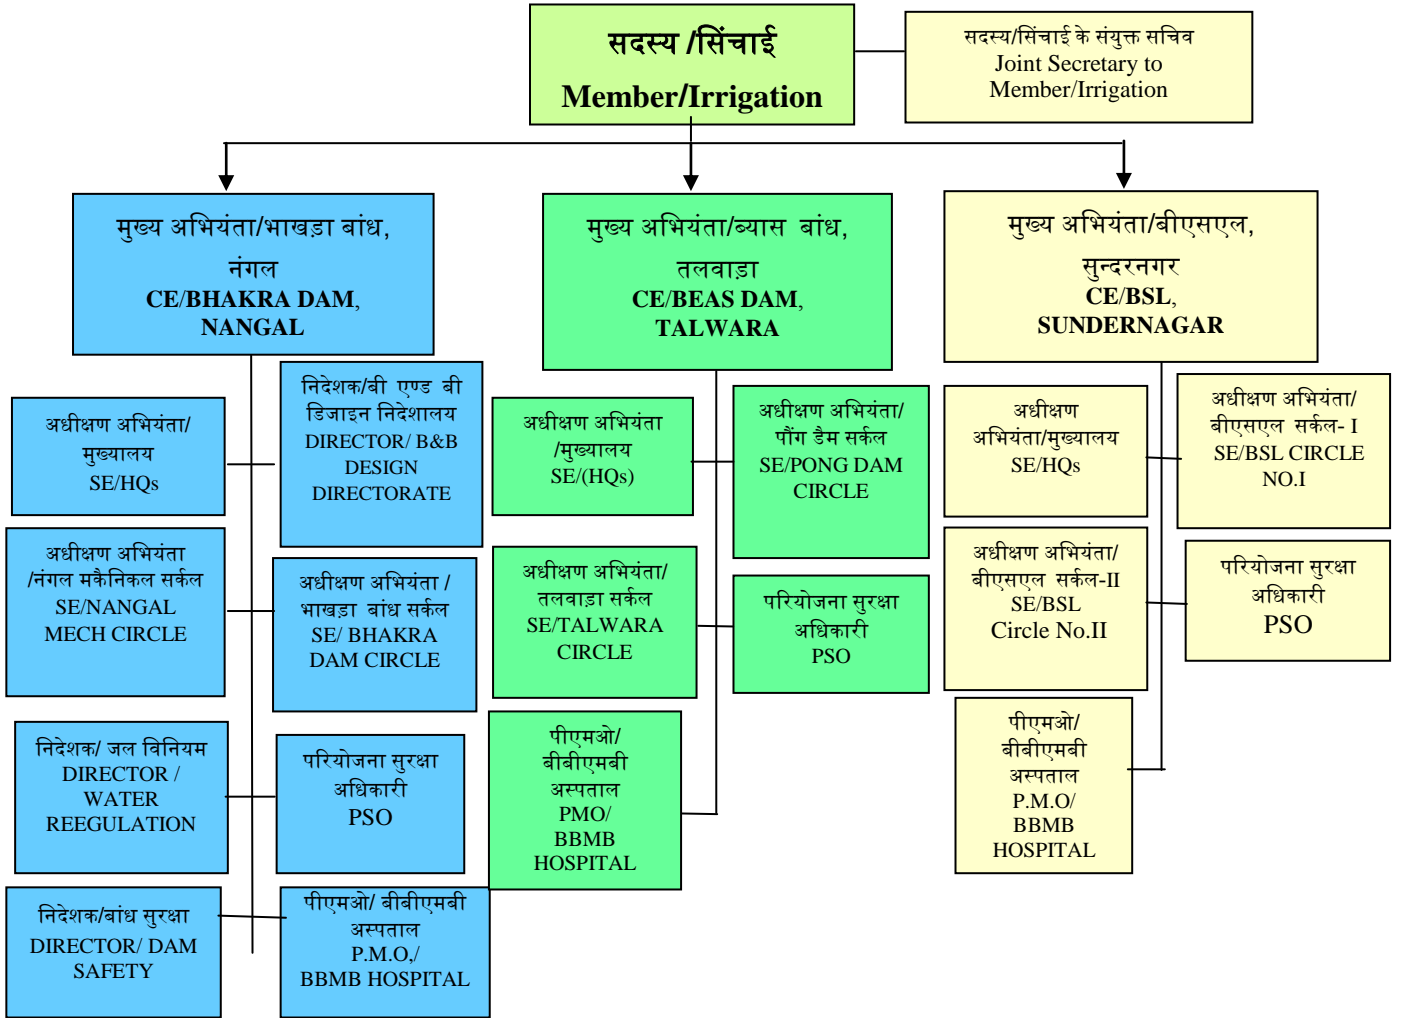 सदस्य /सिंचाई
Member/Irrigation
सदस्य/सिंचाई के संयुक्त सचिव
Joint Secretary to
Member/Irrigation
मुख्य अभियंता/भाखड़ा बांध,
नंगल
CE/BHAKRA DAM,
NANGAL
मुख्य अभियंता/ब्यास बांध,
तलवाड़ा
CE/BEAS DAM,
TALWARA
मुख्य अभियंता/बीएसएल,
सुन्दरनगर
CE/BSL,
SUNDERNAGAR
अधीक्षण अभियंता/
मुख्यालय
SE/HQs
निदेशक/बी एण्ड बी
डिजाइन निदेशालय
DIRECTOR/ B&B
DESIGN
DIRECTORATE
अधीक्षण अभियंता
/मुख्यालय
SE/(HQs)
अधीक्षण अभियंता/
पौंग डैम सर्कल
SE/PONG DAM
CIRCLE
अधीक्षण
अभियंता/मुख्यालय
SE/HQs
अधीक्षण अभियंता/
बीएसएल सर्कल- I
SE/BSL CIRCLE
NO.I
अधीक्षण अभियंता
/नंगल मकैनिकल सर्कल
SE/NANGAL
MECH CIRCLE
अधीक्षण अभियंता /
भाखड़ा बांध सर्कल
SE/ BHAKRA
DAM CIRCLE
अधीक्षण अभियंता/
तलवाड़ा सर्कल
SE/TALWARA
CIRCLE
परियोजना सुरक्षा
अधिकारी
PSO
अधीक्षण अभियंता/
बीएसएल सर्कल-II
SE/BSL
Circle No.II
परियोजना सुरक्षा
अधिकारी
PSO
निदेशक/ जल विनियम
DIRECTOR /
WATER
REEGULATION
परियोजना सुरक्षा
अधिकारी
PSO
पीएमओ/
बीबीएमबी
अस्पताल
PMO/
BBMB
HOSPITAL
पीएमओ/
बीबीएमबी
अस्पताल
P.M.O/
BBMB
HOSPITAL
निदेशक/बांध सुरक्षा
DIRECTOR/ DAM
SAFETY
पीएमओ/ बीबीएमबी
अस्पताल
P.M.O,/
BBMB HOSPITAL